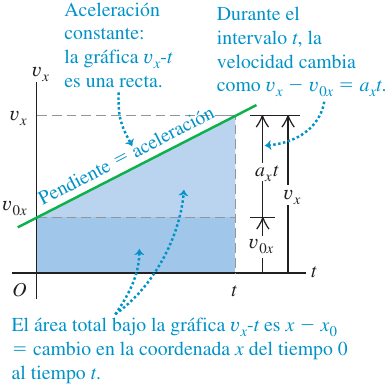 Aceleración
constante:
la gráfica vₓ-t
es una recta.
Durante el
intervalo t, la
velocidad cambia
como vₓ − v₀ₓ = aₓt.
vₓ
vₓ
Pendiente = aceleración
aₓt
vₓ
v₀ₓ
v₀ₓ
O
t
t
El área total bajo la gráfica vₓ-t es x − x₀
= cambio en la coordenada x del tiempo 0
al tiempo t.